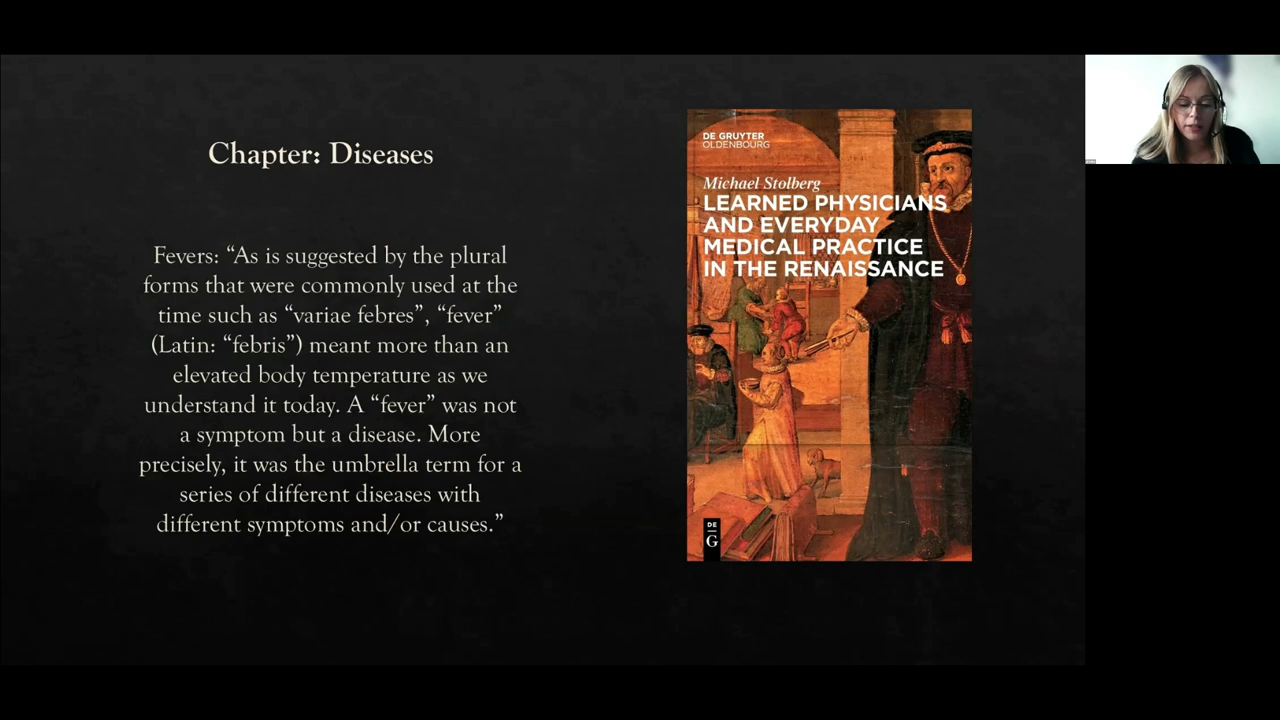 Chapter: Diseases
Fevers: “As is suggested by the plural
forms that were commonly used at the
time such as “variae febres”, “fever”
(Latin: “febris”) meant more than an
elevated body temperature as we
understand it today. A “fever” was not
a symptom but a disease. More
precisely, it was the umbrella term for a
series of different diseases with
different symptoms and/or causes.”
DE GRUYTER
OLDENBOURG
Michael Stolberg
LEARNED PHYSICIANS
AND EVERYDAY
MEDICAL PRACTICE
IN THE RENAISSANCE
DE
G